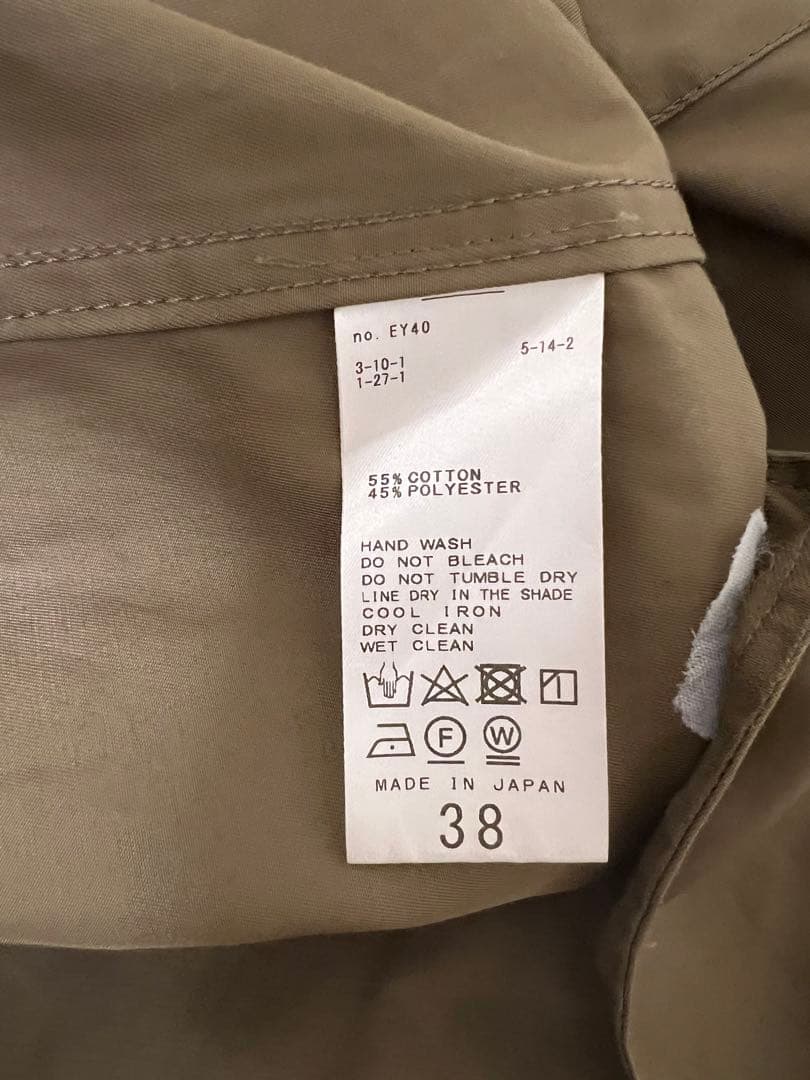 no. EY40
3-10-1
5-14-2
1-27-1
55% COTTON
45% POLYESTER
HAND WASH
DO NOT BLEACH
DO NOT TUMBLE DRY
LINE DRY IN THE SHADE
COOL IRON
DRY CLEAN
WET CLEAN
F W
MADE IN JAPAN
38